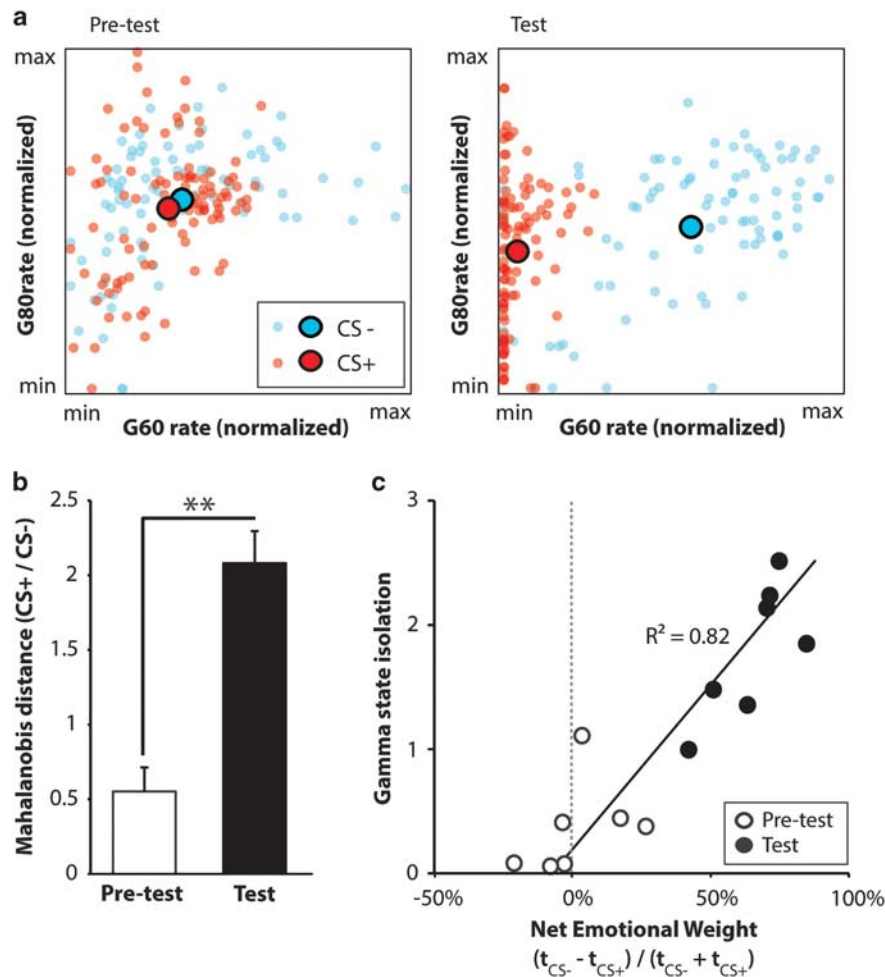 a
Pre-test
Test
max
G80rate (normalized)
min
CS -
CS+
min
max
G60 rate (normalized)
max
G80rate (normalized)
min
min
max
G60 rate (normalized)
b
Mahalanobis distance (CS+ / CS-)
2.5
2
1.5
1
0.5
0
**
Pre-test
Test
c
Gamma state isolation
3
2
1
0
R² = 0.82
Pre-test
Test
-50%
0%
50%
100%
Net Emotional Weight
(tCS- - tCS+) / (tCS- + tCS+)